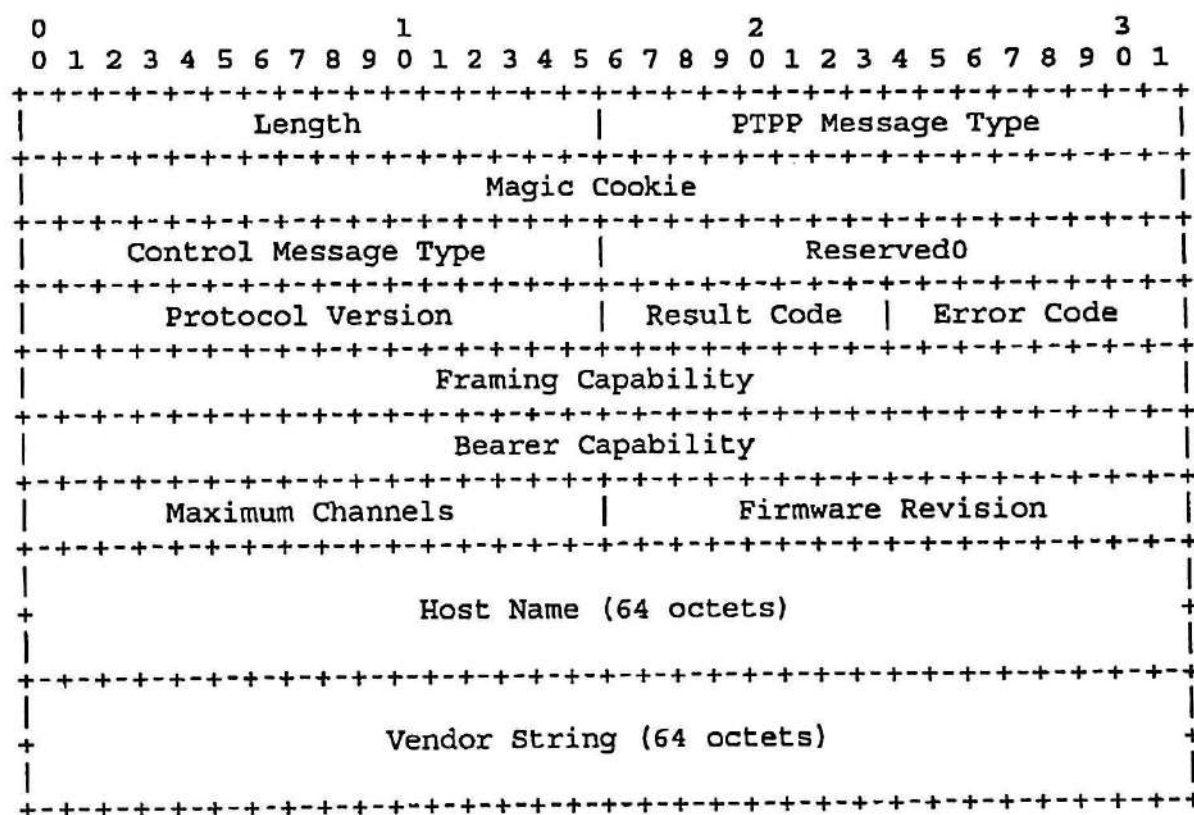 0                   1                   2                   3
0 1 2 3 4 5 6 7 8 9 0 1 2 3 4 5 6 7 8 9 0 1 2 3 4 5 6 7 8 9 0 1
+-+-+-+-+-+-+-+-+-+-+-+-+-+-+-+-+-+-+-+-+-+-+-+-+-+-+-+-+-+-+-+-+
| Length | PTPP Message Type |
+-+-+-+-+-+-+-+-+-+-+-+-+-+-+-+-+-+-+-+-+-+-+-+-+-+-+-+-+-+-+-+-+
| Magic Cookie |
+-+-+-+-+-+-+-+-+-+-+-+-+-+-+-+-+-+-+-+-+-+-+-+-+-+-+-+-+-+-+-+-+
| Control Message Type | Reserved0 |
+-+-+-+-+-+-+-+-+-+-+-+-+-+-+-+-+-+-+-+-+-+-+-+-+-+-+-+-+-+-+-+-+
| Protocol Version | Result Code | Error Code |
+-+-+-+-+-+-+-+-+-+-+-+-+-+-+-+-+-+-+-+-+-+-+-+-+-+-+-+-+-+-+-+-+
| Framing Capability |
+-+-+-+-+-+-+-+-+-+-+-+-+-+-+-+-+-+-+-+-+-+-+-+-+-+-+-+-+-+-+-+-+
| Bearer Capability |
+-+-+-+-+-+-+-+-+-+-+-+-+-+-+-+-+-+-+-+-+-+-+-+-+-+-+-+-+-+-+-+-+
| Maximum Channels | Firmware Revision |
+-+-+-+-+-+-+-+-+-+-+-+-+-+-+-+-+-+-+-+-+-+-+-+-+-+-+-+-+-+-+-+-+
| |
+ Host Name (64 octets) +
| |
+-+-+-+-+-+-+-+-+-+-+-+-+-+-+-+-+-+-+-+-+-+-+-+-+-+-+-+-+-+-+-+-+
| |
+ Vendor String (64 octets) +
| |
+-+-+-+-+-+-+-+-+-+-+-+-+-+-+-+-+-+-+-+-+-+-+-+-+-+-+-+-+-+-+-+-+